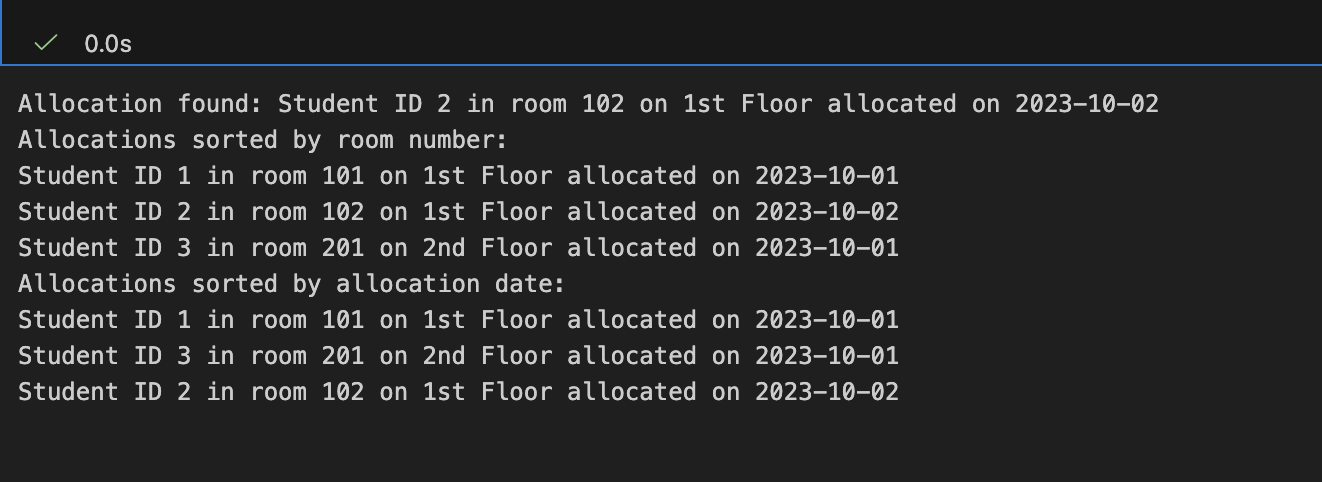 0.0s
Allocation found: Student ID 2 in room 102 on 1st Floor allocated on 2023-10-02
Allocations sorted by room number:
Student ID 1 in room 101 on 1st Floor allocated on 2023-10-01
Student ID 2 in room 102 on 1st Floor allocated on 2023-10-02
Student ID 3 in room 201 on 2nd Floor allocated on 2023-10-01
Allocations sorted by allocation date:
Student ID 1 in room 101 on 1st Floor allocated on 2023-10-01
Student ID 3 in room 201 on 2nd Floor allocated on 2023-10-01
Student ID 2 in room 102 on 1st Floor allocated on 2023-10-02